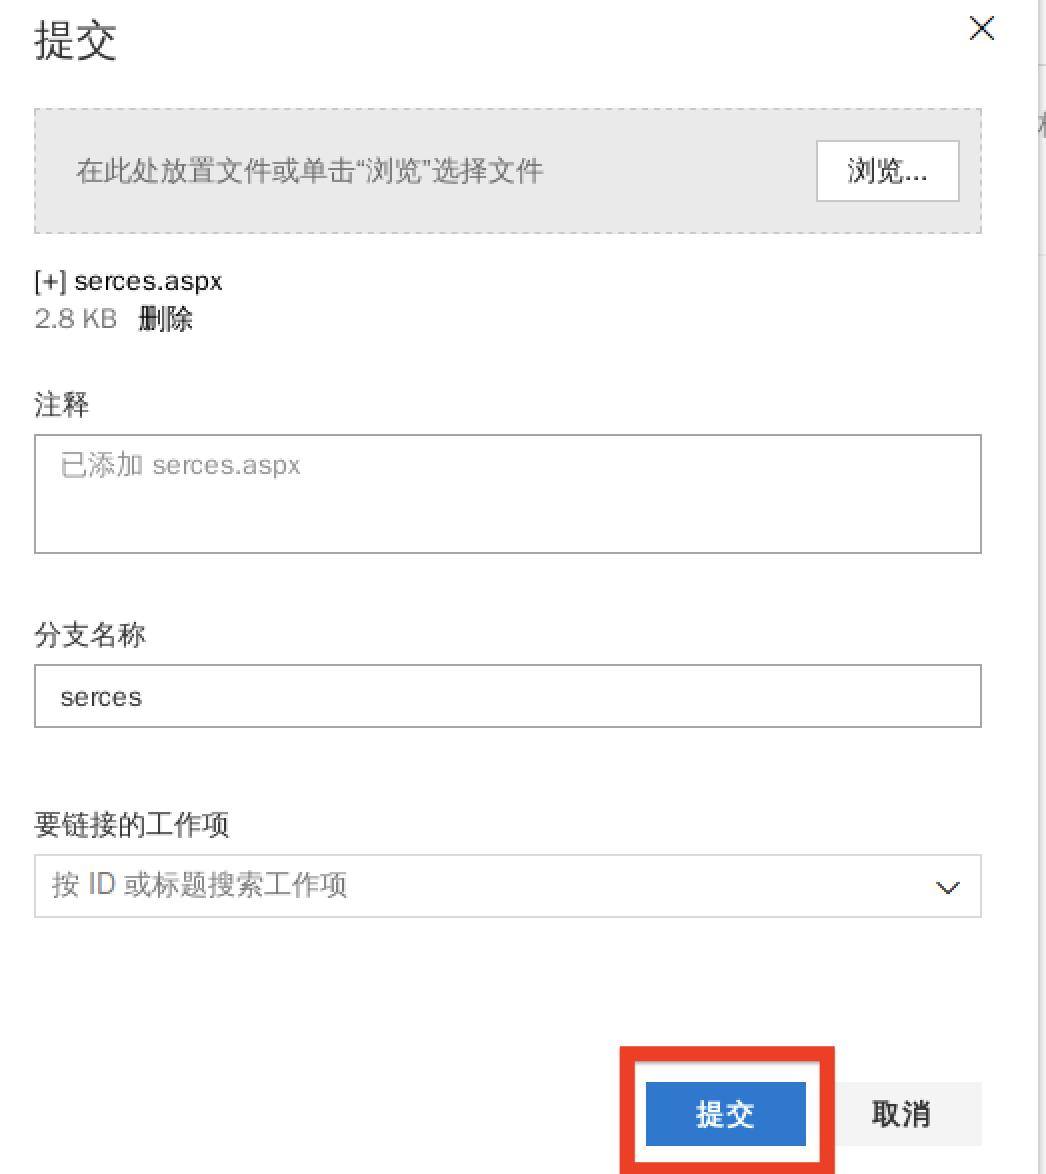 提交
在此处放置文件或单击“浏览”选择文件
浏览...
[+] serces.aspx
2.8 KB 删除
注释
已添加 serces.aspx
分支名称
serces
要链接的工作项
按 ID 或标题搜索工作项
提交
取消